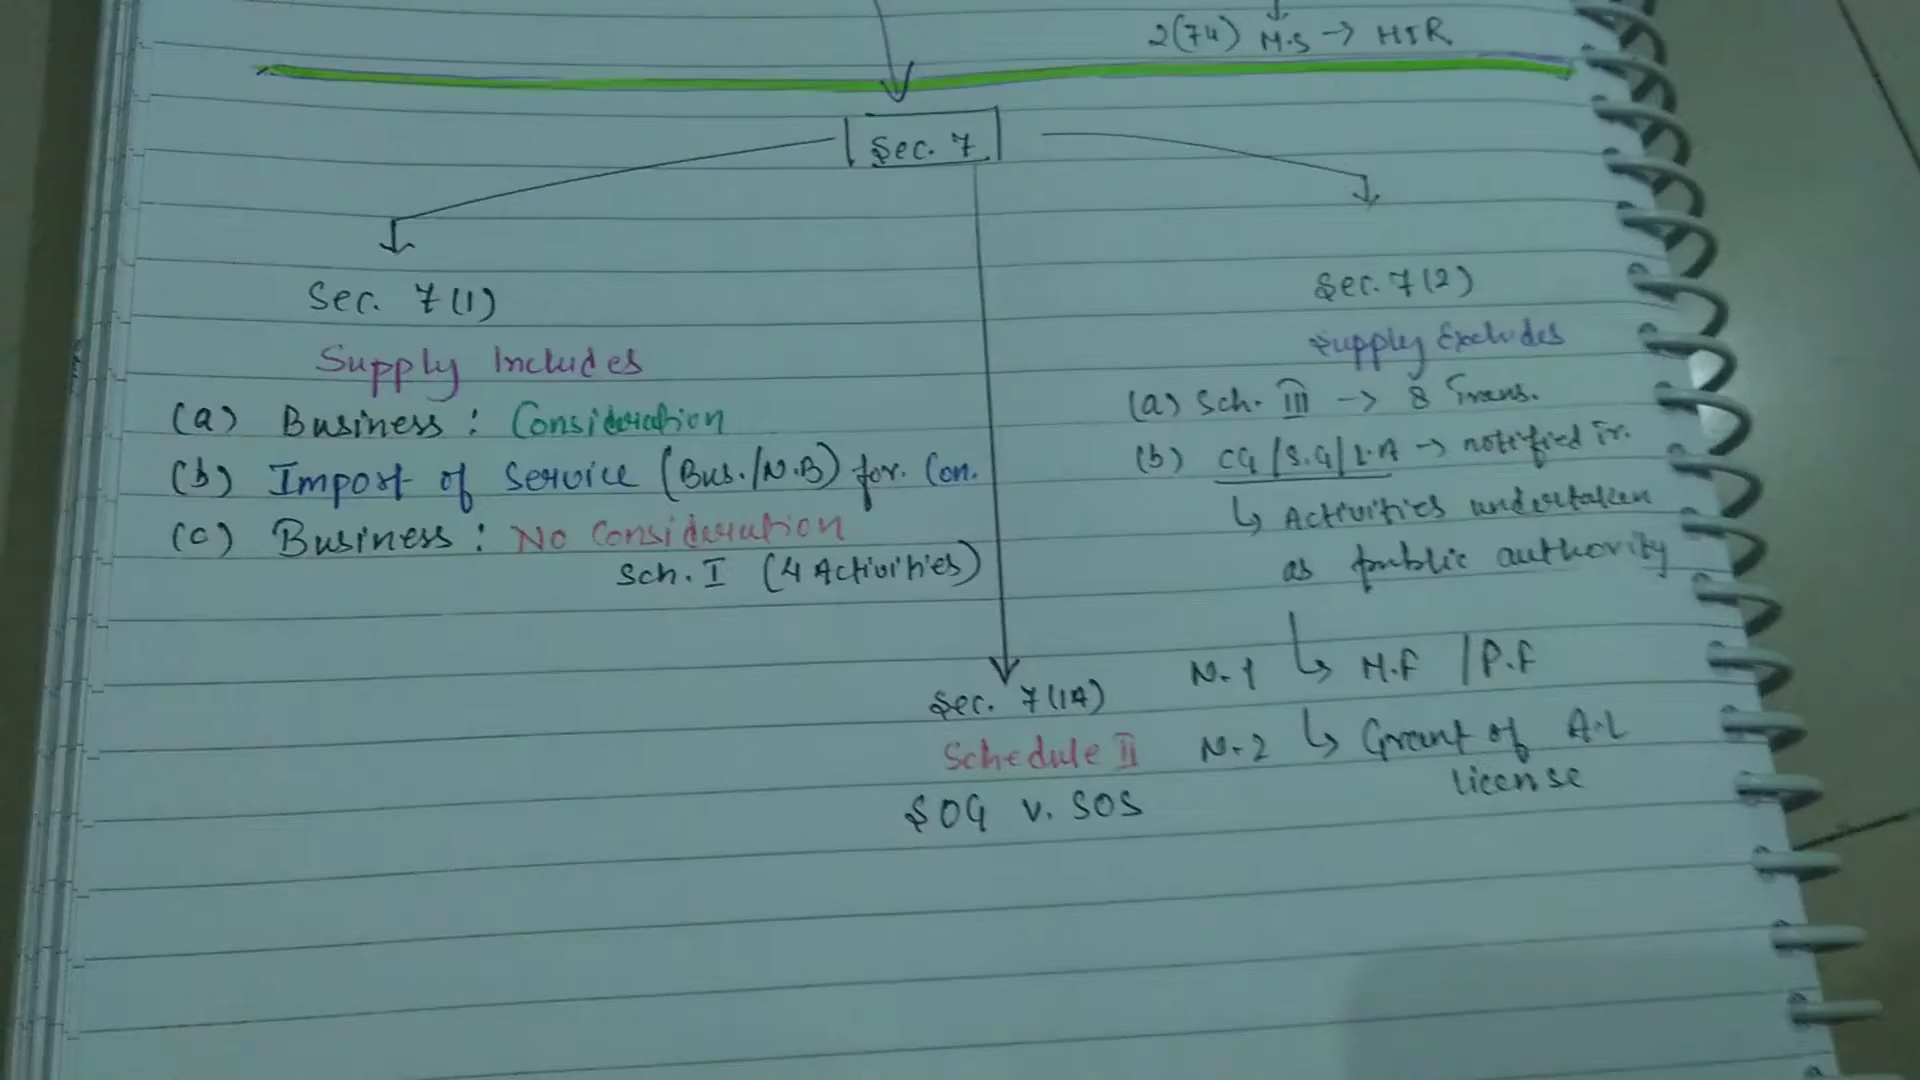 2(74) M.S → HTR
Sec. 7
Sec. 7(1)
Supply Includes
(a) Business : Consideration
(b) Import of Service (Bus./N.B) for. Con.
(c) Business : No Consideration
Sch. I (4 Activities)
Sec. 7(1A)
Schedule II
SOG v. SOS
Sec. 7(2)
Supply Excludes
(a) Sch. III -> 8 Trans.
(b) CG/S.G/L.A → notified Tr.
↳ Activities undertaken
as public authority
N-1 ↳ M.F / P.F
N-2 ↳ Grant of A.L
license